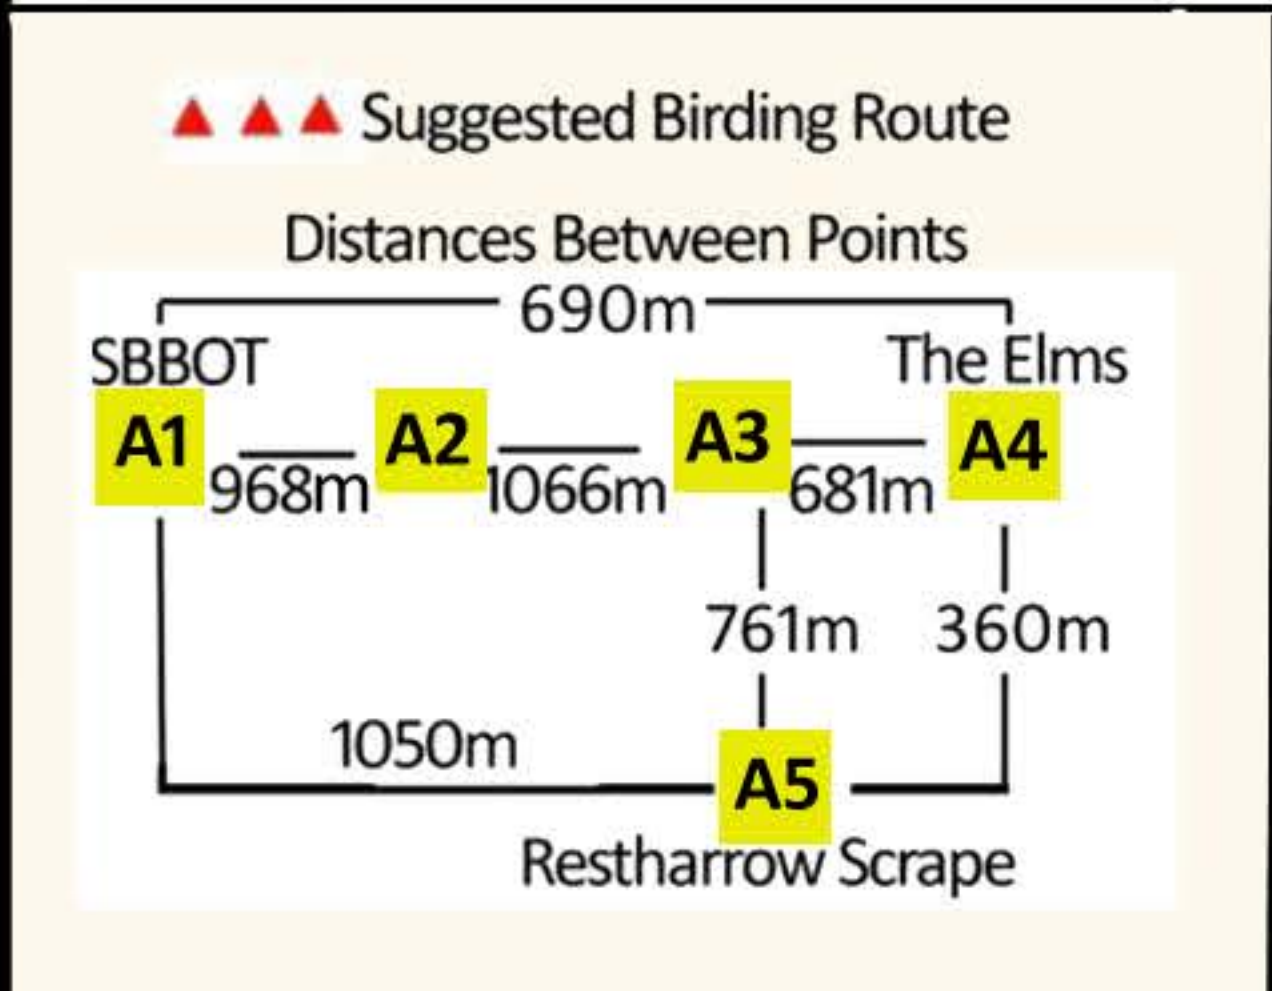 Suggested Birding Route
Distances Between Points
690m
SBBOT The Elms
A1 A2 A3 A4
968m 1066m 681m
761m 360m
1050m
A5
Restharrow Scrape